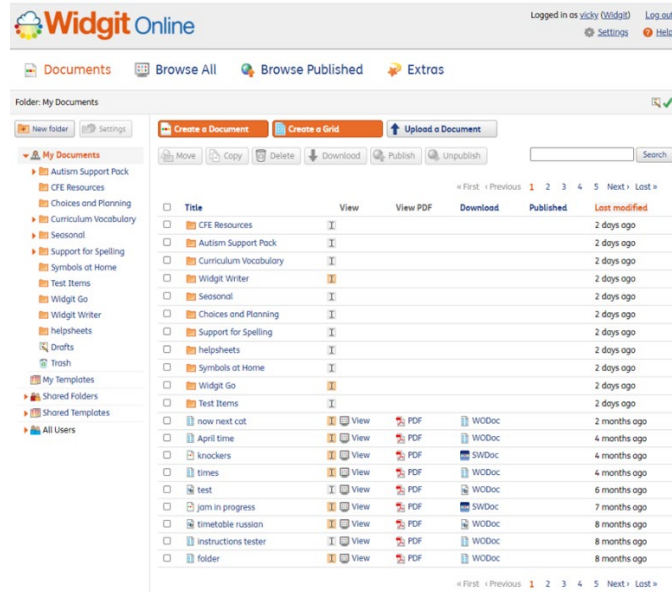 Widgit Online
Logged in as vicky (Widgit) Log out
Settings Help
Documents Browse All Browse Published Extras
Folder: My Documents
New folder Settings
Create a Document Create a Grid Upload a Document
Move Copy Delete Download Publish Unpublish Search
My Documents
Autism Support Pack
CFE Resources
Choices and Planning
Curriculum Vocabulary
Seasonal
Support for Spelling
Symbols at Home
Test Items
Widgit Go
Widgit Writer
helpsheets
Drafts
Trash
My Templates
Shared Folders
Shared Templates
All Users
« First ‹ Previous 1 2 3 4 5 Next › Last »
Title View View PDF Download Published Last modified
CFE Resources 2 days ago
Autism Support Pack 2 days ago
Curriculum Vocabulary 2 days ago
Widgit Writer 2 days ago
Seasonal 2 days ago
Choices and Planning 2 days ago
Support for Spelling 2 days ago
helpsheets 2 days ago
Symbols at Home 2 days ago
Widgit Go 2 days ago
Test Items 2 days ago
now next cat View PDF WODoc 2 months ago
April time View PDF WODoc 4 months ago
knockers View PDF SWDoc 4 months ago
times View PDF WODoc 4 months ago
test View PDF WODoc 6 months ago
jam in progress View PDF SWDoc 7 months ago
timetable russian View PDF WODoc 8 months ago
instructions tester View PDF WODoc 8 months ago
folder View PDF WODoc 8 months ago
« First ‹ Previous 1 2 3 4 5 Next › Last »